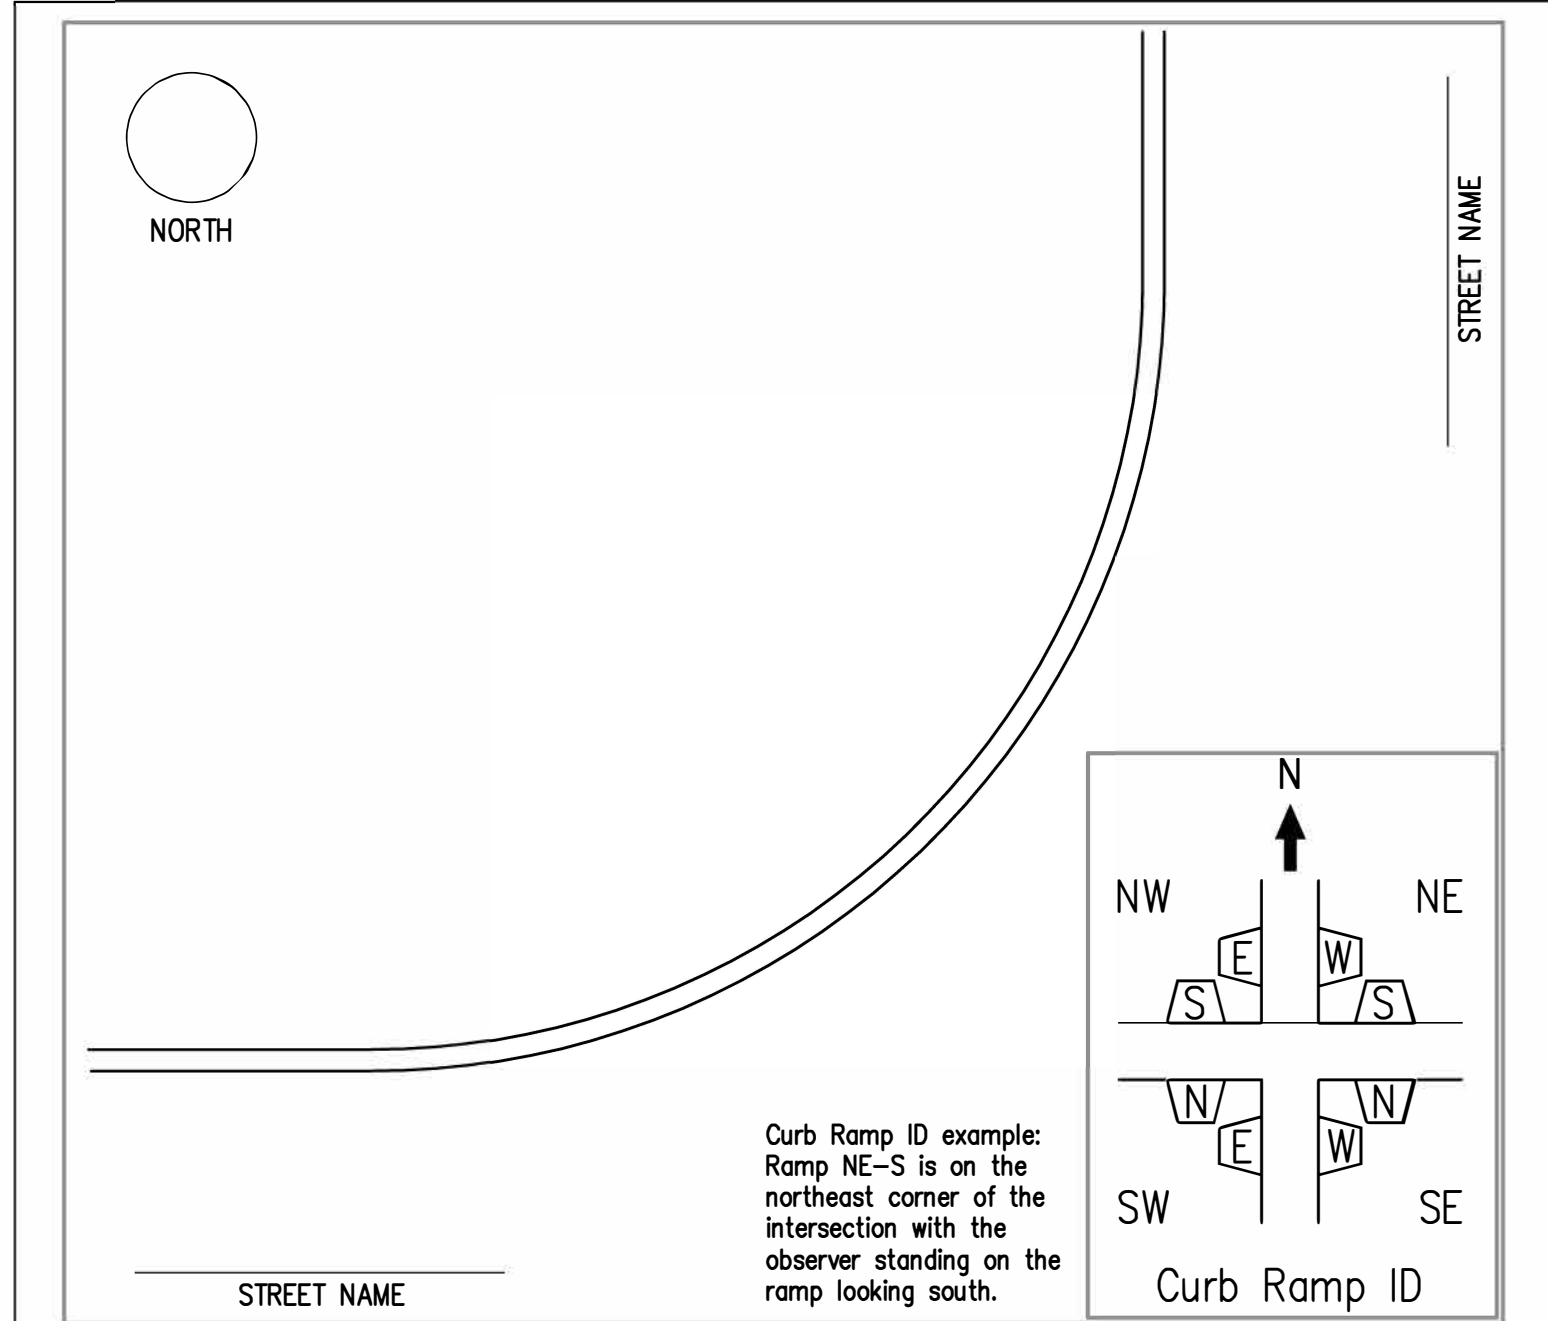 NORTH
STREET NAME
N
NW
NE
E
W
S
S
N
N
E
W
SW
SE
Curb Ramp ID
Curb Ramp ID example:
Ramp NE-S is on the
northeast corner of the
intersection with the
observer standing on the
ramp looking south.
STREET NAME